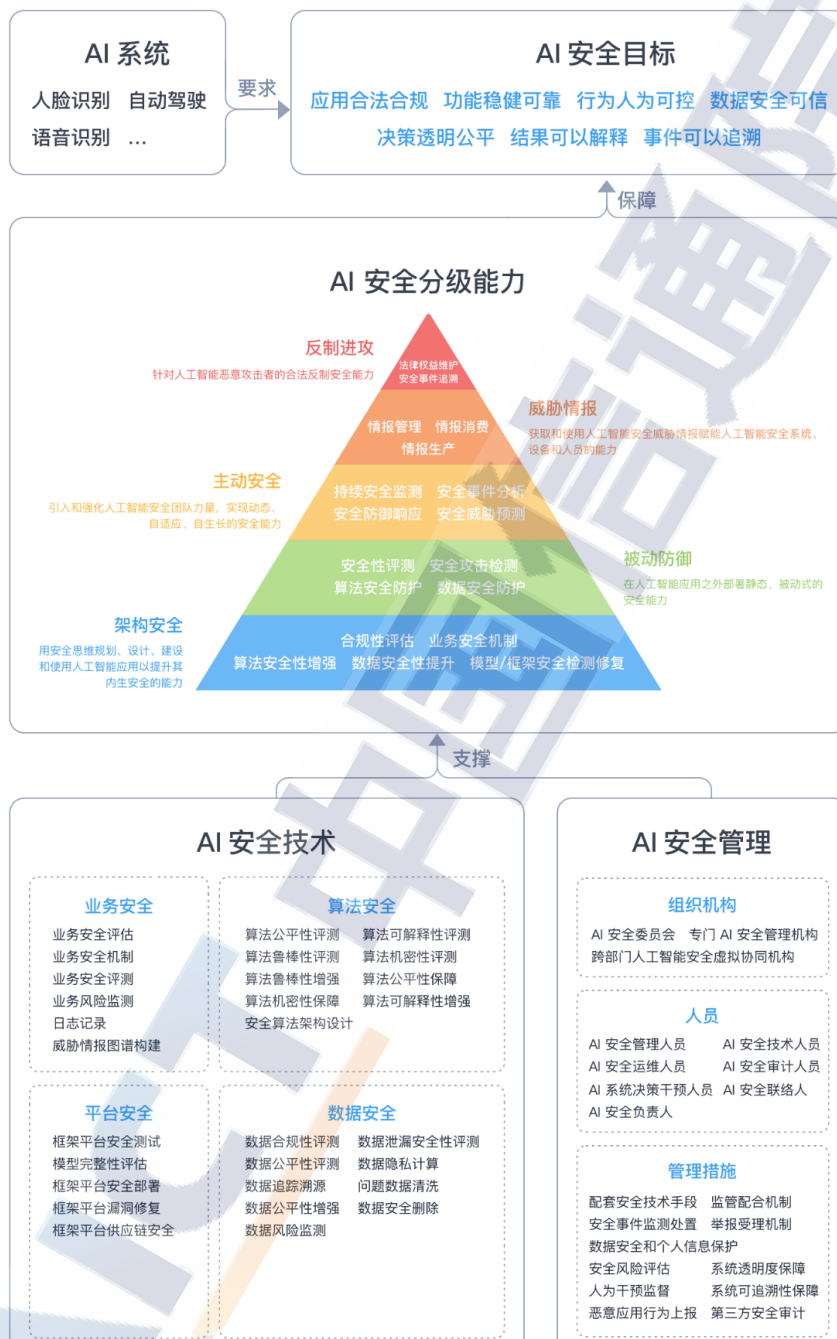 AI 系统
人脸识别 自动驾驶
语音识别 ...
要求
AI 安全目标
应用合法合规 功能稳健可靠 行为人为可控 数据安全可信
决策透明公平 结果可以解释 事件可以追溯
保障
AI 安全分级能力
反制进攻
针对人工智能恶意攻击者的合法反制安全能力
法律权益维护
安全事件追溯
威胁情报
获取和使用人工智能安全威胁情报赋能人工智能安全系统、
设备和人员的能力
情报管理 情报消费
情报生产
主动安全
引入和强化人工智能安全团队力量，实现动态、
自适应、自生长的安全能力
持续安全监测 安全事件分析
安全防御响应 安全威胁预测
被动防御
在人工智能应用之外部署静态、被动式的
安全能力
安全性评测 安全攻击检测
算法安全防护 数据安全防护
架构安全
用安全思维规划、设计、建设
和使用人工智能应用以提升其
内生安全的能力
合规性评估 业务安全机制
算法安全性增强 数据安全性提升 模型/框架安全检测修复
支撑
AI 安全技术
业务安全
业务安全评估
业务安全机制
业务安全评测
业务风险监测
日志记录
威胁情报图谱构建
算法安全
算法公平性评测 算法可解释性评测
算法鲁棒性评测 算法机密性评测
算法鲁棒性增强 算法公平性保障
算法机密性保障 算法可解释性增强
安全算法架构设计
平台安全
框架平台安全测试
模型完整性评估
框架平台安全部署
框架平台漏洞修复
框架平台供应链安全
数据安全
数据合规性评测 数据泄漏安全性评测
数据公平性评测 数据隐私计算
数据追踪溯源 问题数据清洗
数据公平性增强 数据安全删除
数据风险监测
AI 安全管理
组织机构
AI 安全委员会 专门 AI 安全管理机构
跨部门人工智能安全虚拟协同机构
人员
AI 安全管理人员 AI 安全技术人员
AI 安全运维人员 AI 安全审计人员
AI 系统决策干预人员 AI 安全联络人
AI 安全负责人
管理措施
配套安全技术手段 监管配合机制
安全事件监测处置 举报受理机制
数据安全和个人信息保护
安全风险评估 系统透明度保障
人为干预监督 系统可追溯性保障
恶意应用行为上报 第三方安全审计
ICT 中国信通院